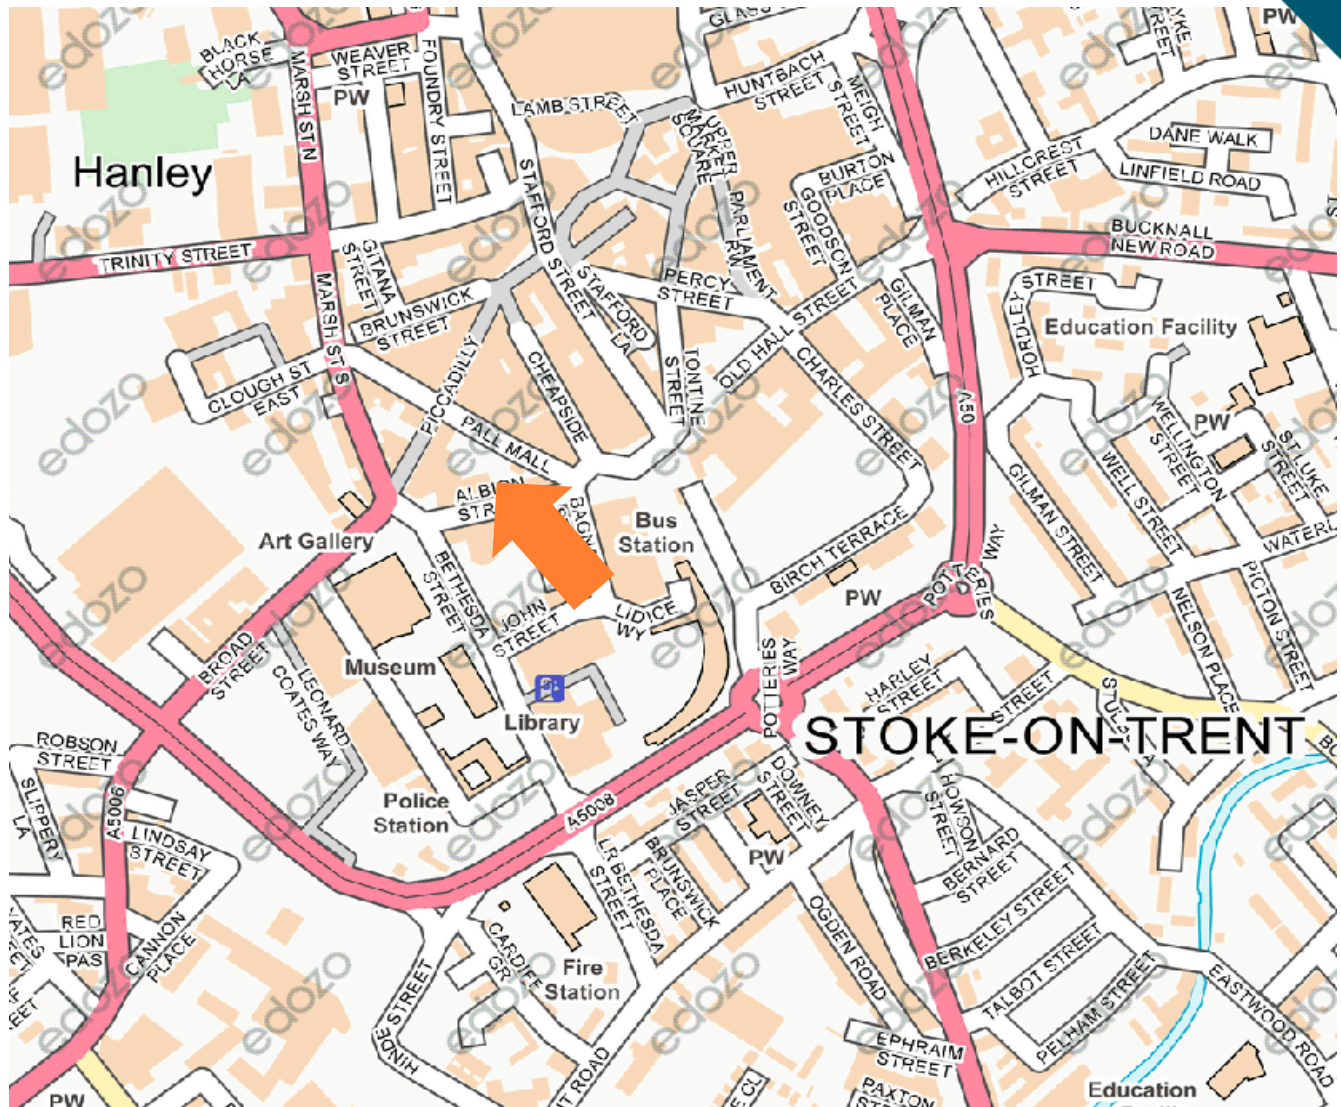 GLASS
PW
BLACK
HORSE
LA
WEAVER
STREET
PW
FOUNDRY STREET
MARSH ST N
LAMB STREET
UPPER
MARKET
SQUARE
HUNTBACH
STREET
MEIGH
STREET
DANE WALK
LINFIELD ROAD
HILLCREST
STREET
BURTON
PLACE
GOODSON
STREET
Hanley
STAFFORD STREET
PARLIAMENT
RW
BUCKNALL
NEW ROAD
TRINITY STREET
GITANA
STREET
MARSH ST S
BRUNSWICK
STREET
STAFFORD
LA
PERCY
STREET
OLD HALL STREET
GILMAN
PLACE
HORDLEY
STREET
Education Facility
PICCADILLY
CHEAPSIDE
TONTINE
STREET
CHARLES STREET
A50
CLOUGH ST
EAST
PALL MALL
PW
WELLINGTON
STREET
WELL STREET
ST LUKE
STREET
GILMAN STREET
ALBION
Art Gallery
Bus
Station
BETHESDA
STREET
BIRCH TERRACE
PW
POTTERIES
WAY
PICTON STREET
NELSON PLACE
JOHN
STREET
LIDICE
WY
BROAD
STREET
LEONARD
COATES WAY
Museum
Library
POTTERIES
WAY
HARLEY
STREET
STREET
STOKE-ON-TRENT
ROBSON
STREET
SLIPPERY
LA
A5006
LINDSAY
STREET
Police
Station
A5008
JASPER
STREET
DOWNEY
STREET
PW
HOWSON
STREET
BERNARD
STREET
LR BETHESDA
STREET
BRUNSWICK
PLACE
RED
LION
PAS
CANNON
PLACE
CARDIFF
GR
Fire
Station
HINDE STREET
OGDEN ROAD
BERKELEY STREET
TALBOT STREET
PELHAM STREET
EASTWOOD ROAD
EPHRAIM
STREET
PAXTON
Education
PW
edozo